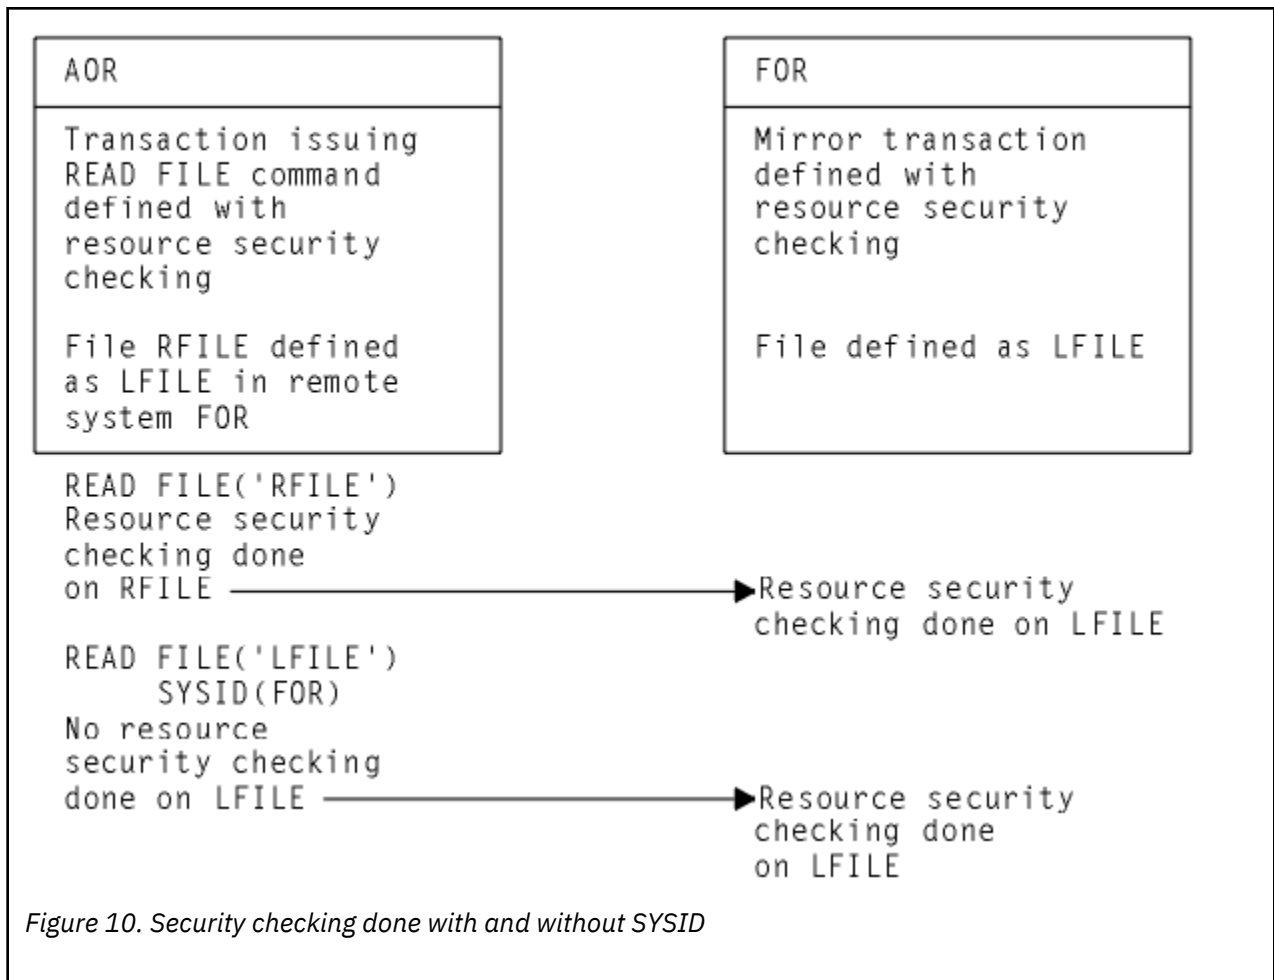 AOR
Transaction issuing
READ FILE command
defined with
resource security
checking
File RFILE defined
as LFILE in remote
system FOR
FOR
Mirror transaction
defined with
resource security
checking
File defined as LFILE
READ FILE('RFILE')
Resource security
checking done
on RFILE
Resource security
checking done on LFILE
READ FILE('LFILE')
SYSID(FOR)
No resource
security checking
done on LFILE
Resource security
checking done
on LFILE
Figure 10. Security checking done with and without SYSID